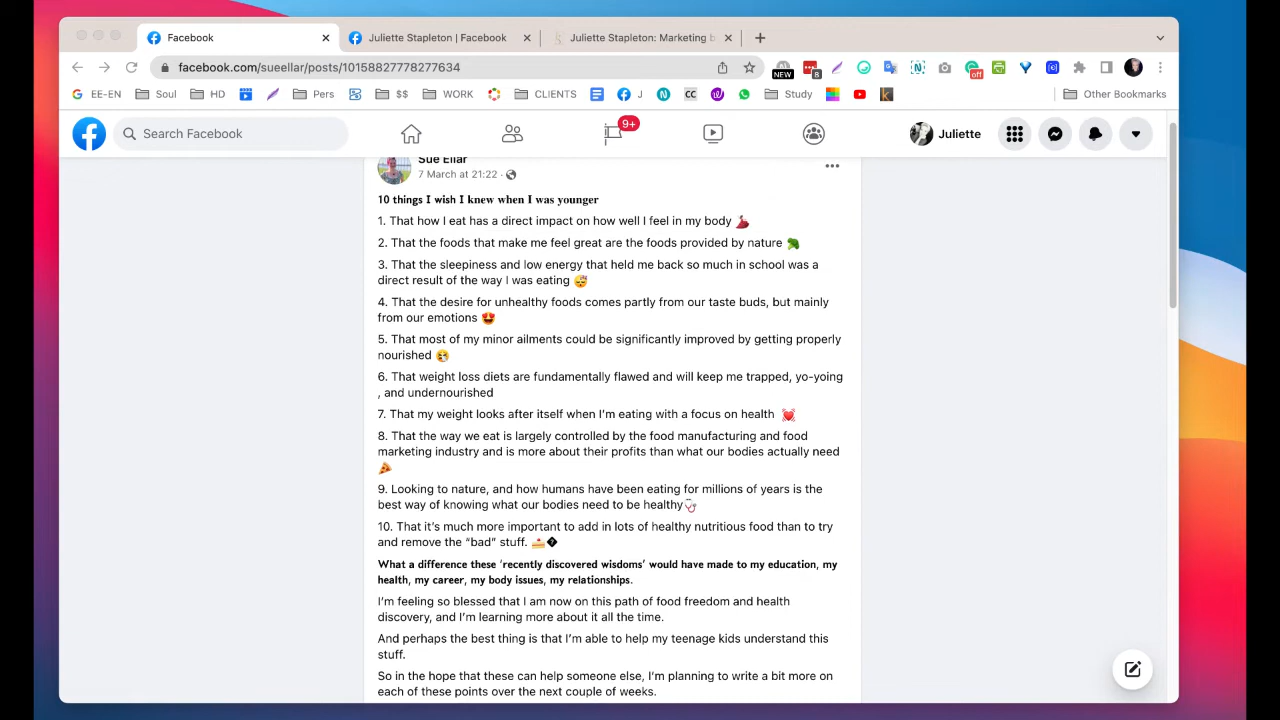 Facebook
Juliette Stapleton | Facebook
Juliette Stapleton: Marketing b
facebook.com/sueellar/posts/10158827778277634
NEW
8
off
EE-EN
Soul
HD
Pers
$$
WORK
CLIENTS
J
CC
Study
Other Bookmarks
Search Facebook
9+
Juliette
Sue Ellar
7 March at 21:22 ·
10 things I wish I knew when I was younger
1. That how I eat has a direct impact on how well I feel in my body 💃
2. That the foods that make me feel great are the foods provided by nature 🥦
3. That the sleepiness and low energy that held me back so much in school was a
direct result of the way I was eating 😴
4. That the desire for unhealthy foods comes partly from our taste buds, but mainly
from our emotions 😍
5. That most of my minor ailments could be significantly improved by getting properly
nourished 🤧
6. That weight loss diets are fundamentally flawed and will keep me trapped, yo-yoing
, and undernourished
7. That my weight looks after itself when I'm eating with a focus on health 💓
8. That the way we eat is largely controlled by the food manufacturing and food
marketing industry and is more about their profits than what our bodies actually need
🍕
9. Looking to nature, and how humans have been eating for millions of years is the
best way of knowing what our bodies need to be healthy🩺
10. That it's much more important to add in lots of healthy nutritious food than to try
and remove the "bad" stuff. 🍰�
What a difference these 'recently discovered wisdoms' would have made to my education, my
health, my career, my body issues, my relationships.
I'm feeling so blessed that I am now on this path of food freedom and health
discovery, and I'm learning more about it all the time.
And perhaps the best thing is that I'm able to help my teenage kids understand this
stuff.
So in the hope that these can help someone else, I'm planning to write a bit more on
each of these points over the next couple of weeks.